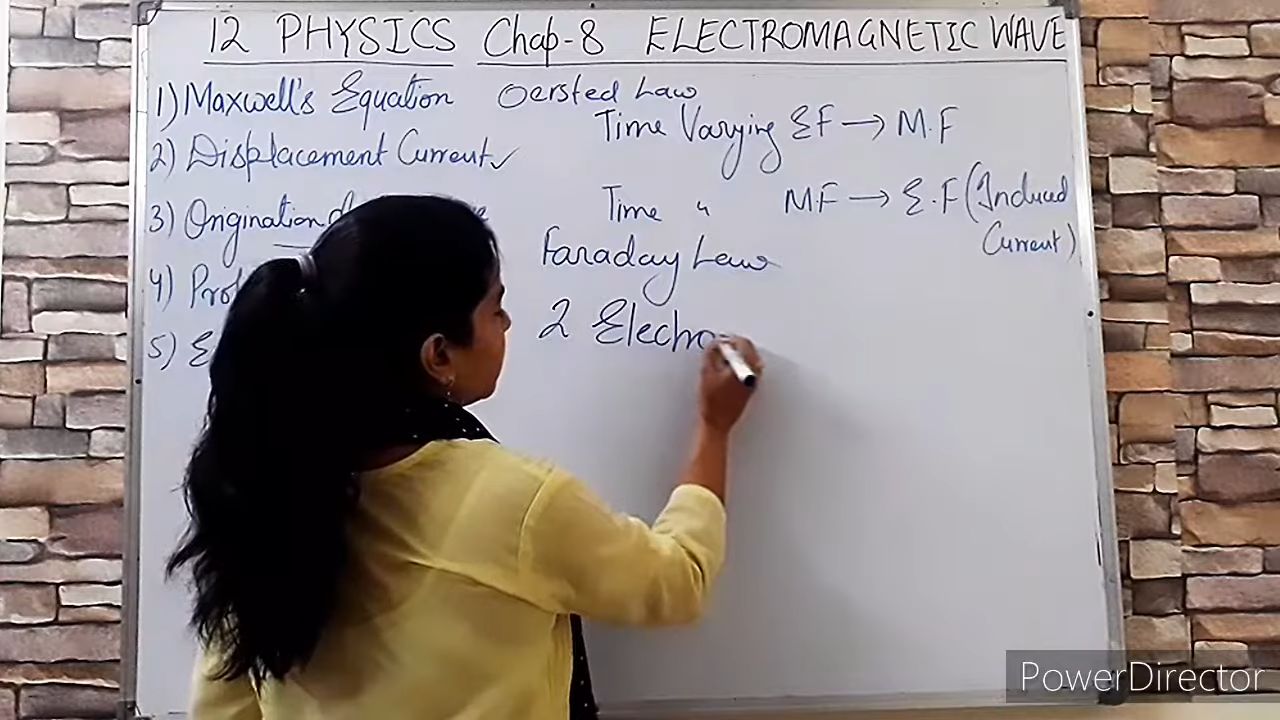 12 PHYSICS Chap-8 ELECTROMAGNETIC WAVE
1) Maxwell's Equation
2) Displacement Current ✓
3) Origination
4)
5)
Oersted Law
Time Varying EF → M.F
Time " MF → E.F (Induced
Current)
Faraday Law
2 Electro
PowerDirector